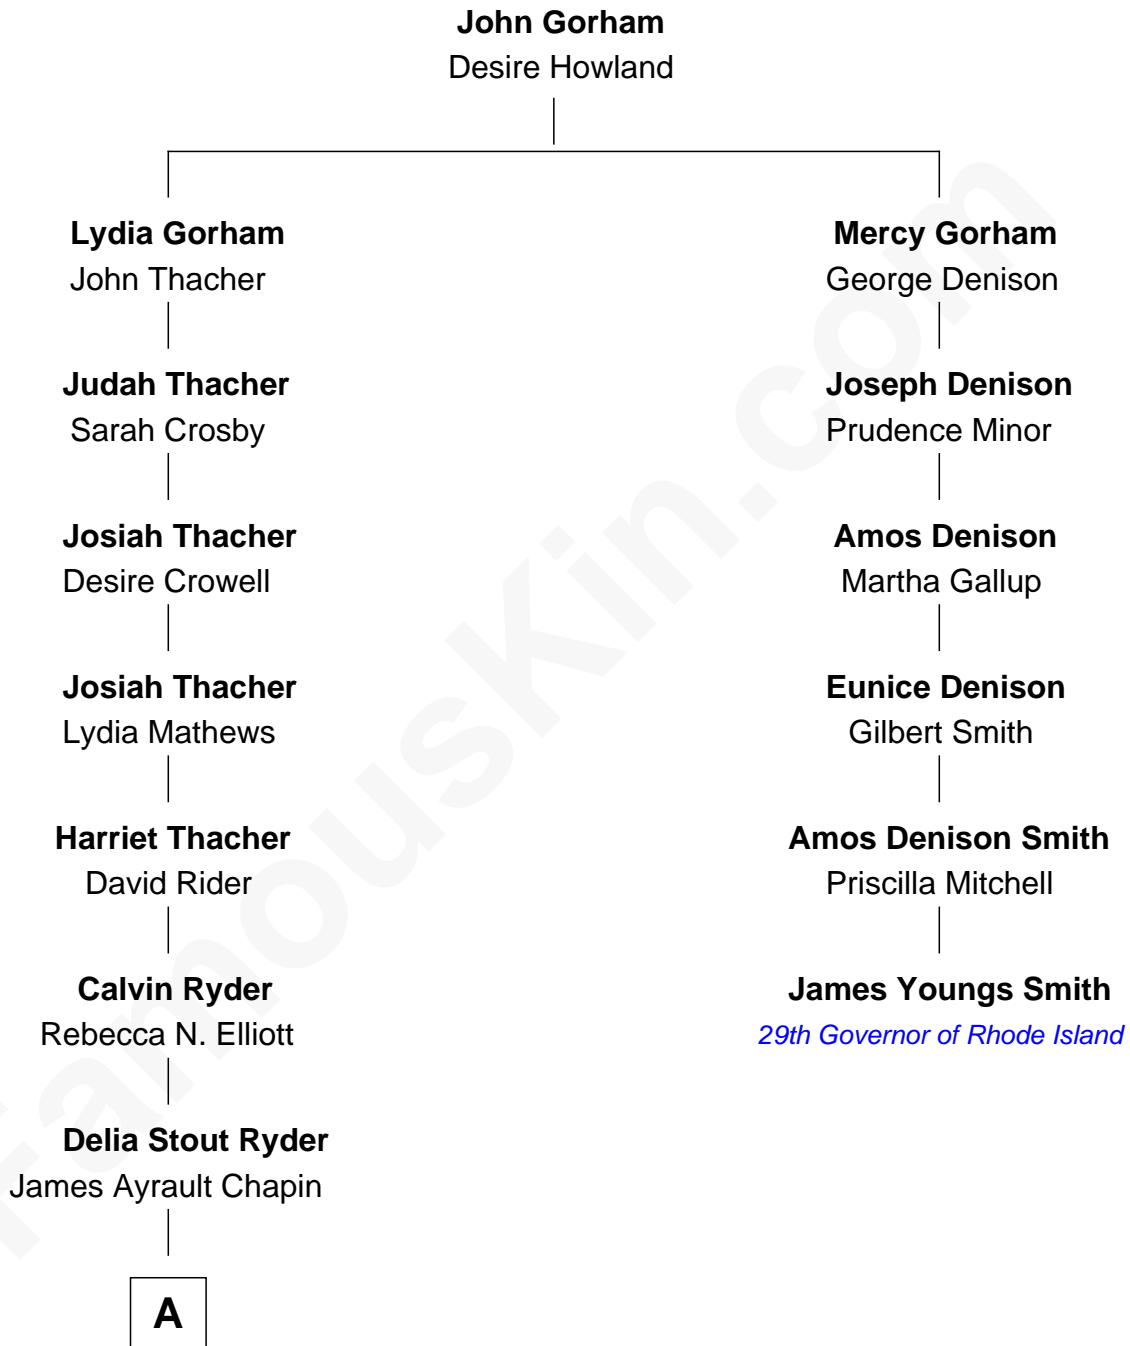 John Gorham
Desire Howland
Lydia Gorham
John Thacher
Judah Thacher
Sarah Crosby
Josiah Thacher
Desire Crowell
Josiah Thacher
Lydia Mathews
Harriet Thacher
David Rider
Calvin Ryder
Rebecca N. Elliott
Delia Stout Ryder
James Ayrault Chapin
A
Mercy Gorham
George Denison
Joseph Denison
Prudence Minor
Amos Denison
Martha Gallup
Eunice Denison
Gilbert Smith
Amos Denison Smith
Priscilla Mitchell
James Youngs Smith
29th Governor of Rhode Island
FamousKin.com